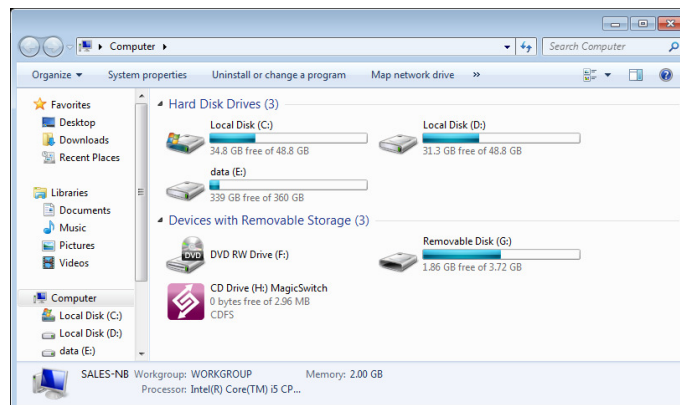 Computer
Search Computer
Organize
System properties
Uninstall or change a program
Map network drive
»
Favorites
Desktop
Downloads
Recent Places
Libraries
Documents
Music
Pictures
Videos
Computer
Local Disk (C:)
Local Disk (D:)
data (E:)
Hard Disk Drives (3)
Local Disk (C:)
34.8 GB free of 48.8 GB
Local Disk (D:)
31.3 GB free of 48.8 GB
data (E:)
339 GB free of 360 GB
Devices with Removable Storage (3)
DVD
DVD RW Drive (F:)
Removable Disk (G:)
1.86 GB free of 3.72 GB
CD Drive (H:) MagicSwitch
0 bytes free of 2.96 MB
CDFS
SALES-NB Workgroup: WORKGROUP Memory: 2.00 GB
Processor: Intel(R) Core(TM) i5 CP...